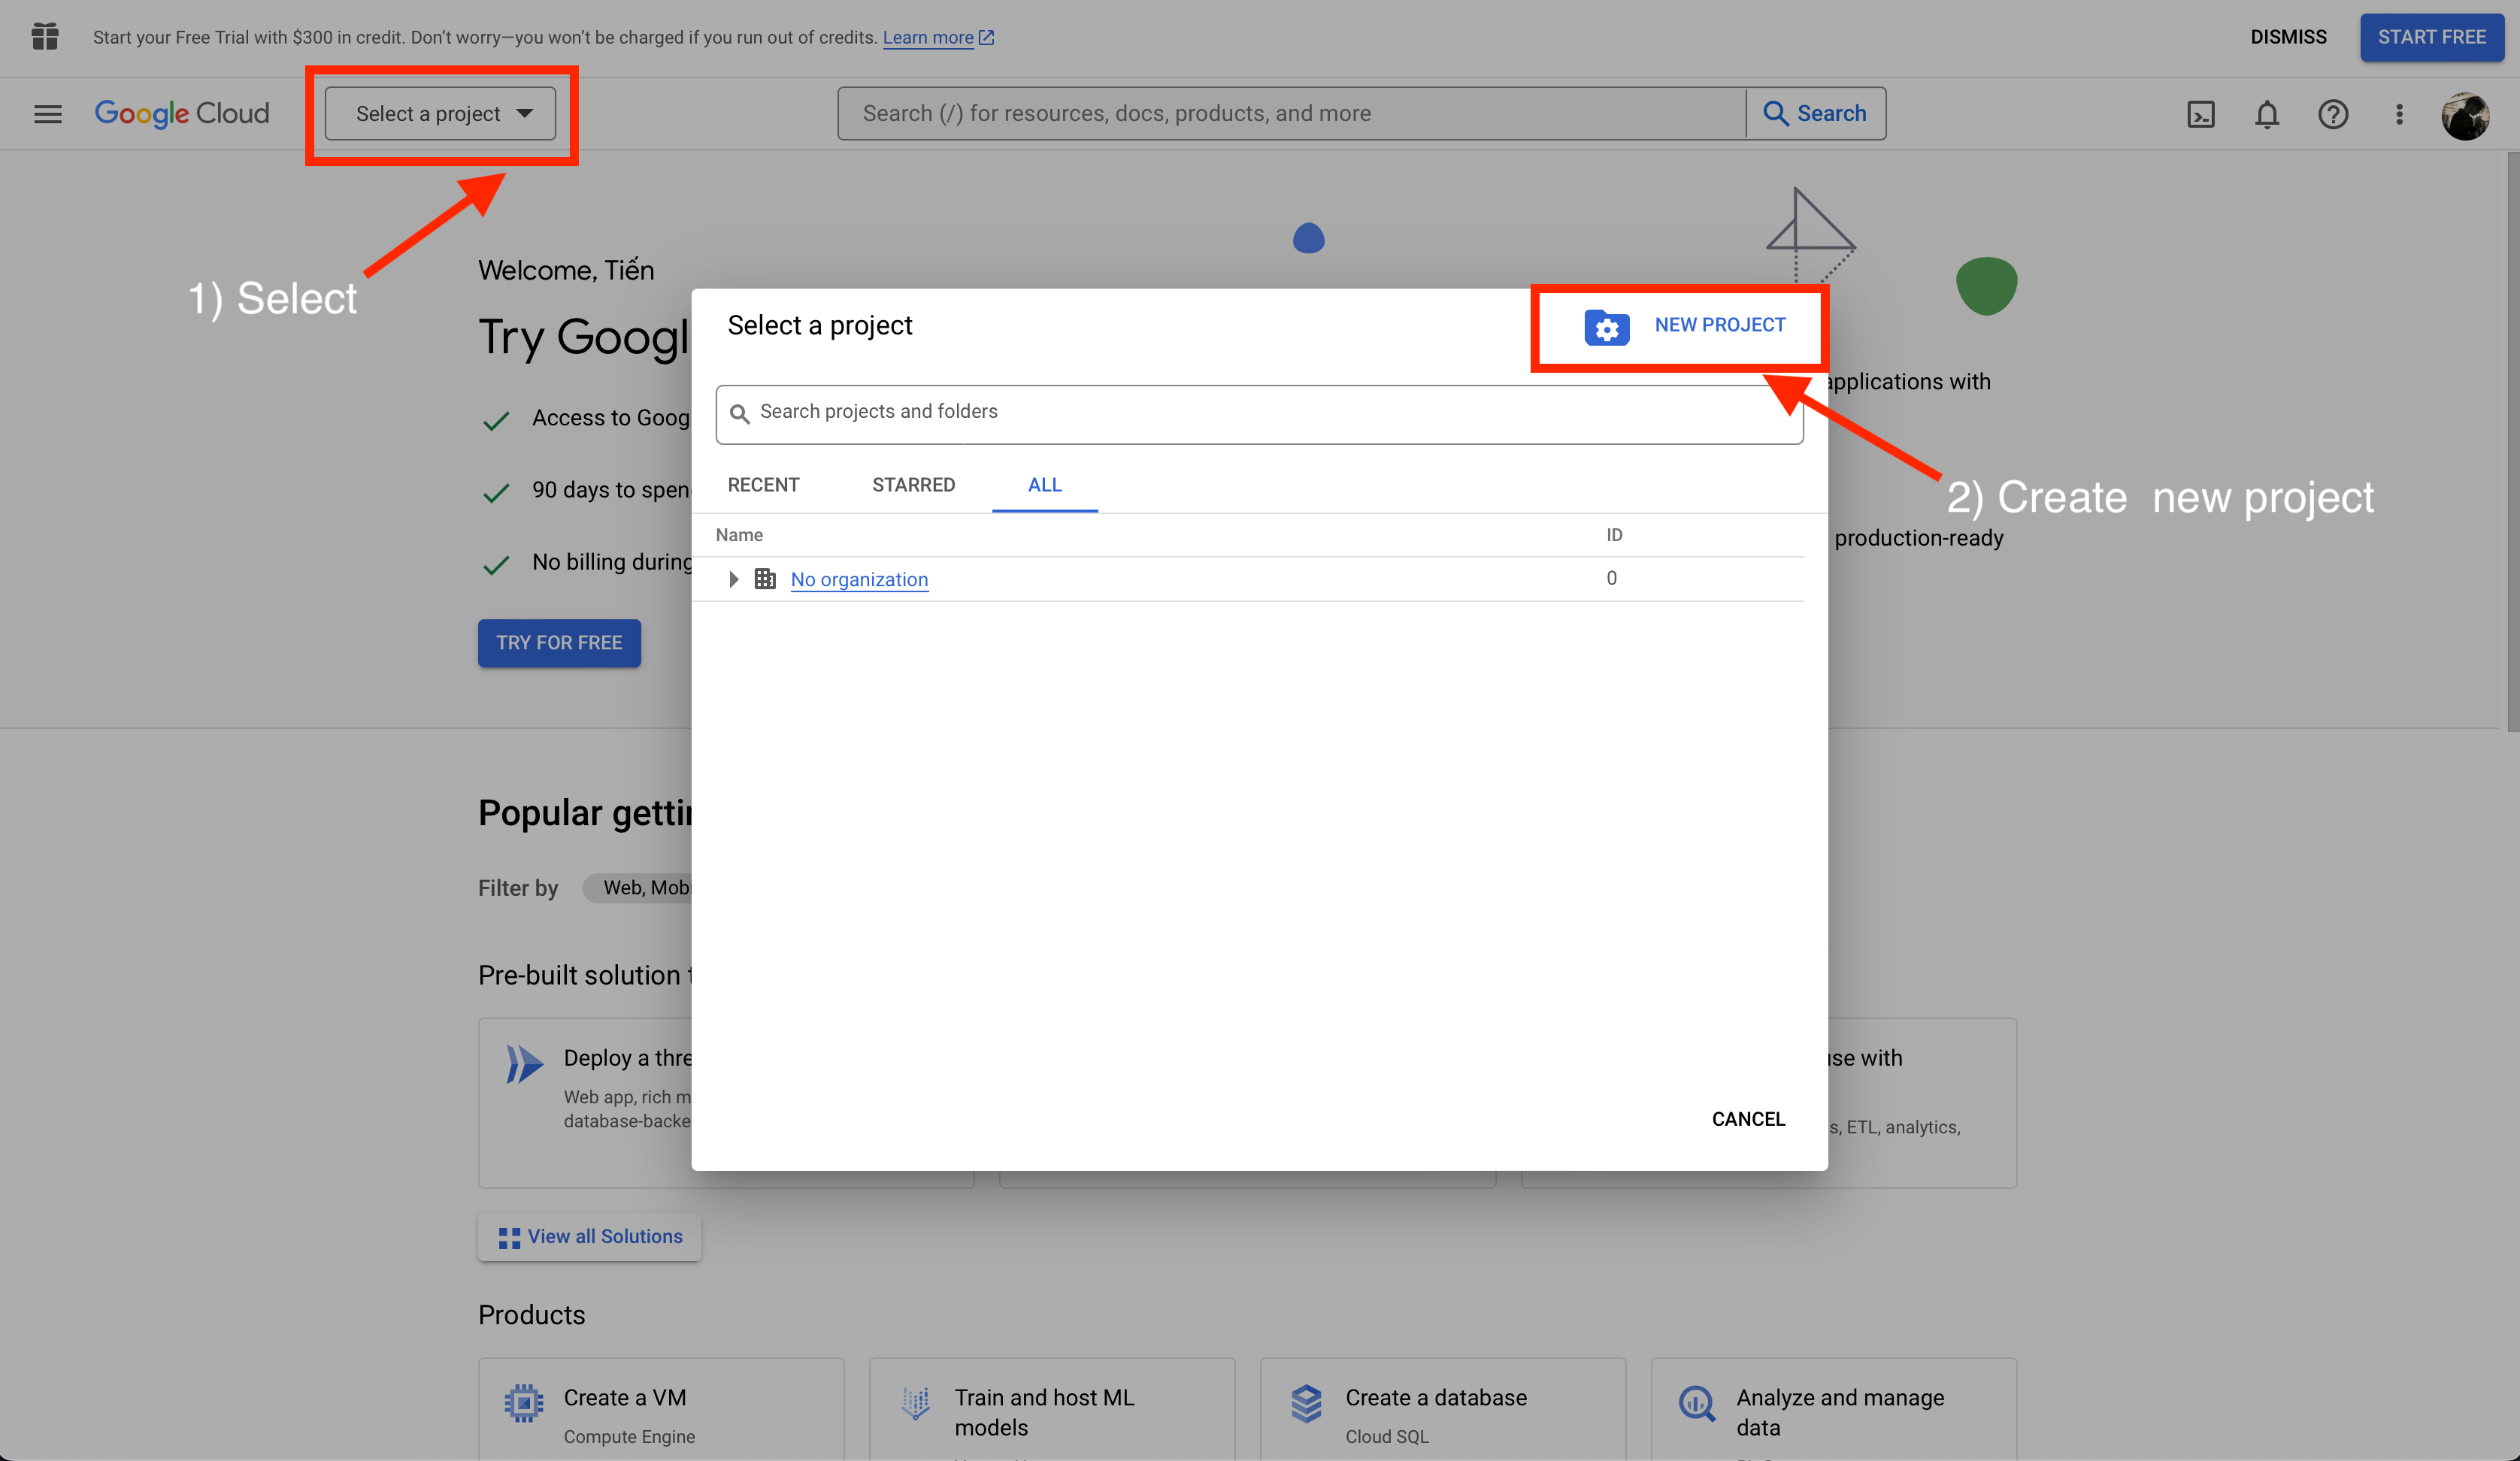 Start your Free Trial with $300 in credit. Don't worry—you won't be charged if you run out of credits. Learn more
DISMISS
START FREE
Google Cloud
Select a project
Search (/) for resources, docs, products, and more
Search
1) Select
Welcome, Tiến
Try Googl
Access to Goog
90 days to spen
No billing during
TRY FOR FREE
Select a project
NEW PROJECT
Search projects and folders
RECENT
STARRED
ALL
Name
ID
No organization
0
CANCEL
applications with
2) Create new project
production-ready
Popular gettin
Filter by
Web, Mobi
Pre-built solution t
Deploy a thre
Web app, rich m
database-backe
use with
s, ETL, analytics,
View all Solutions
Products
Create a VM
Compute Engine
Train and host ML
models
Create a database
Cloud SQL
Analyze and manage
data